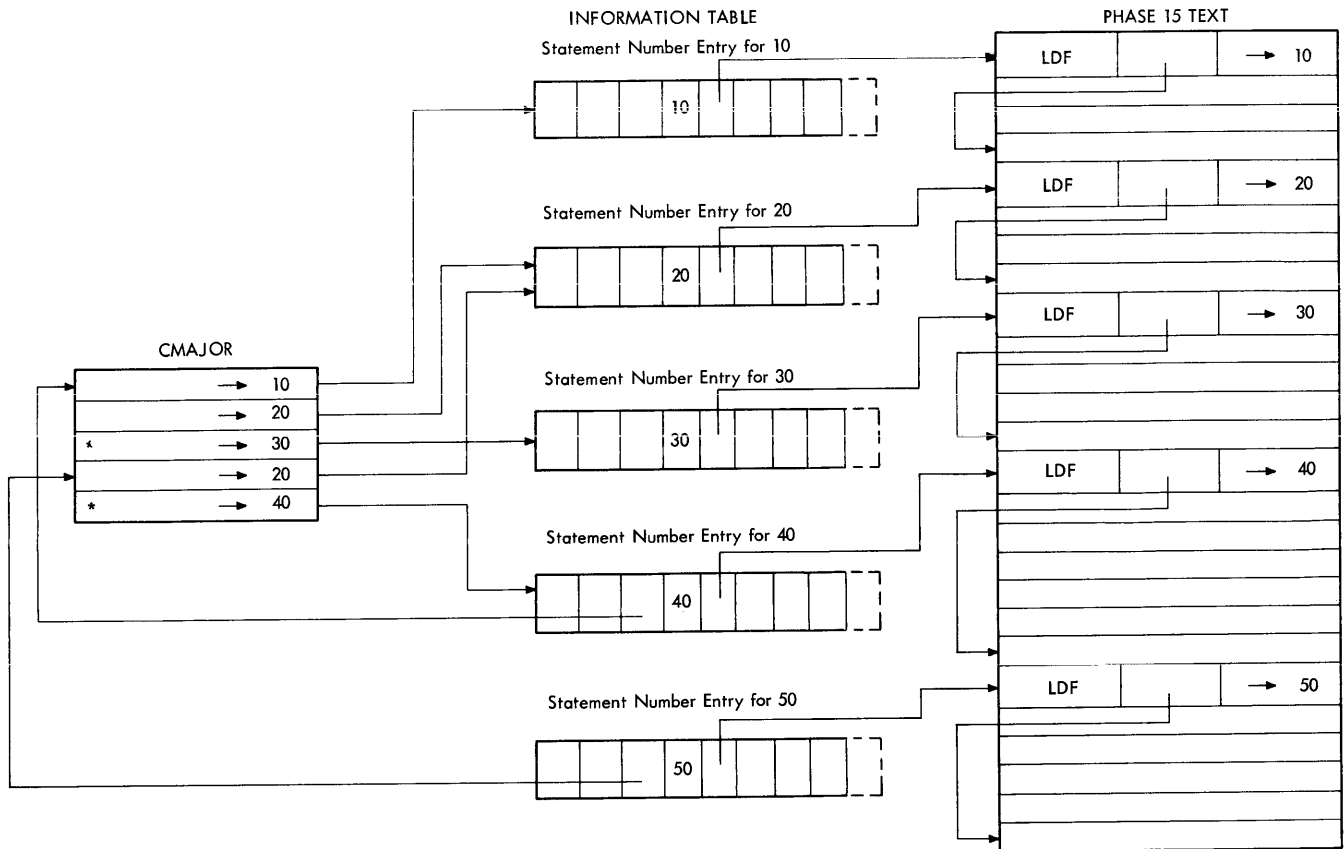 INFORMATION TABLE
PHASE 15 TEXT
Statement Number Entry for 10
LDF → 10
10
LDF → 20
Statement Number Entry for 20
20
LDF → 30
CMAJOR
→ 10
→ 20
* → 30
→ 20
* → 40
Statement Number Entry for 30
30
LDF → 40
Statement Number Entry for 40
40
LDF → 50
Statement Number Entry for 50
50